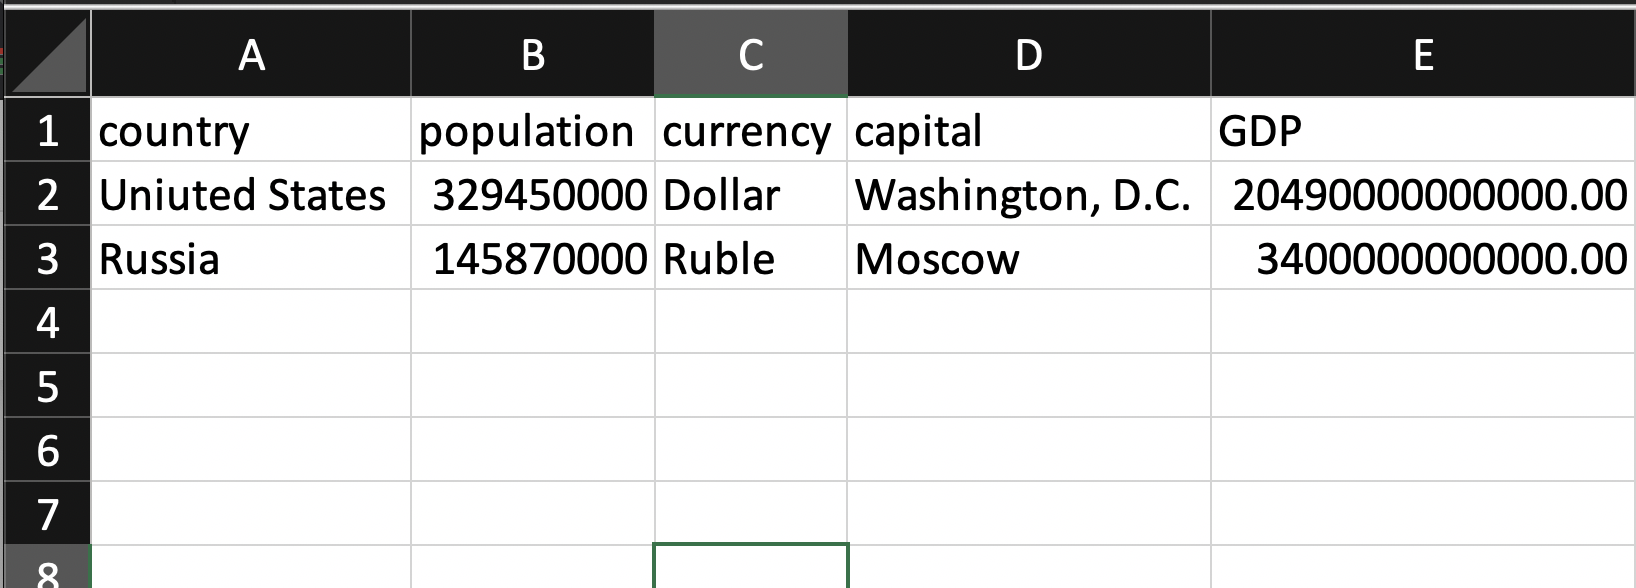 A B C D E
1 country population currency capital GDP
2 Uniuted States 329450000 Dollar Washington, D.C. 20490000000000.00
3 Russia 145870000 Ruble Moscow 3400000000000.00
4
5
6
7
8